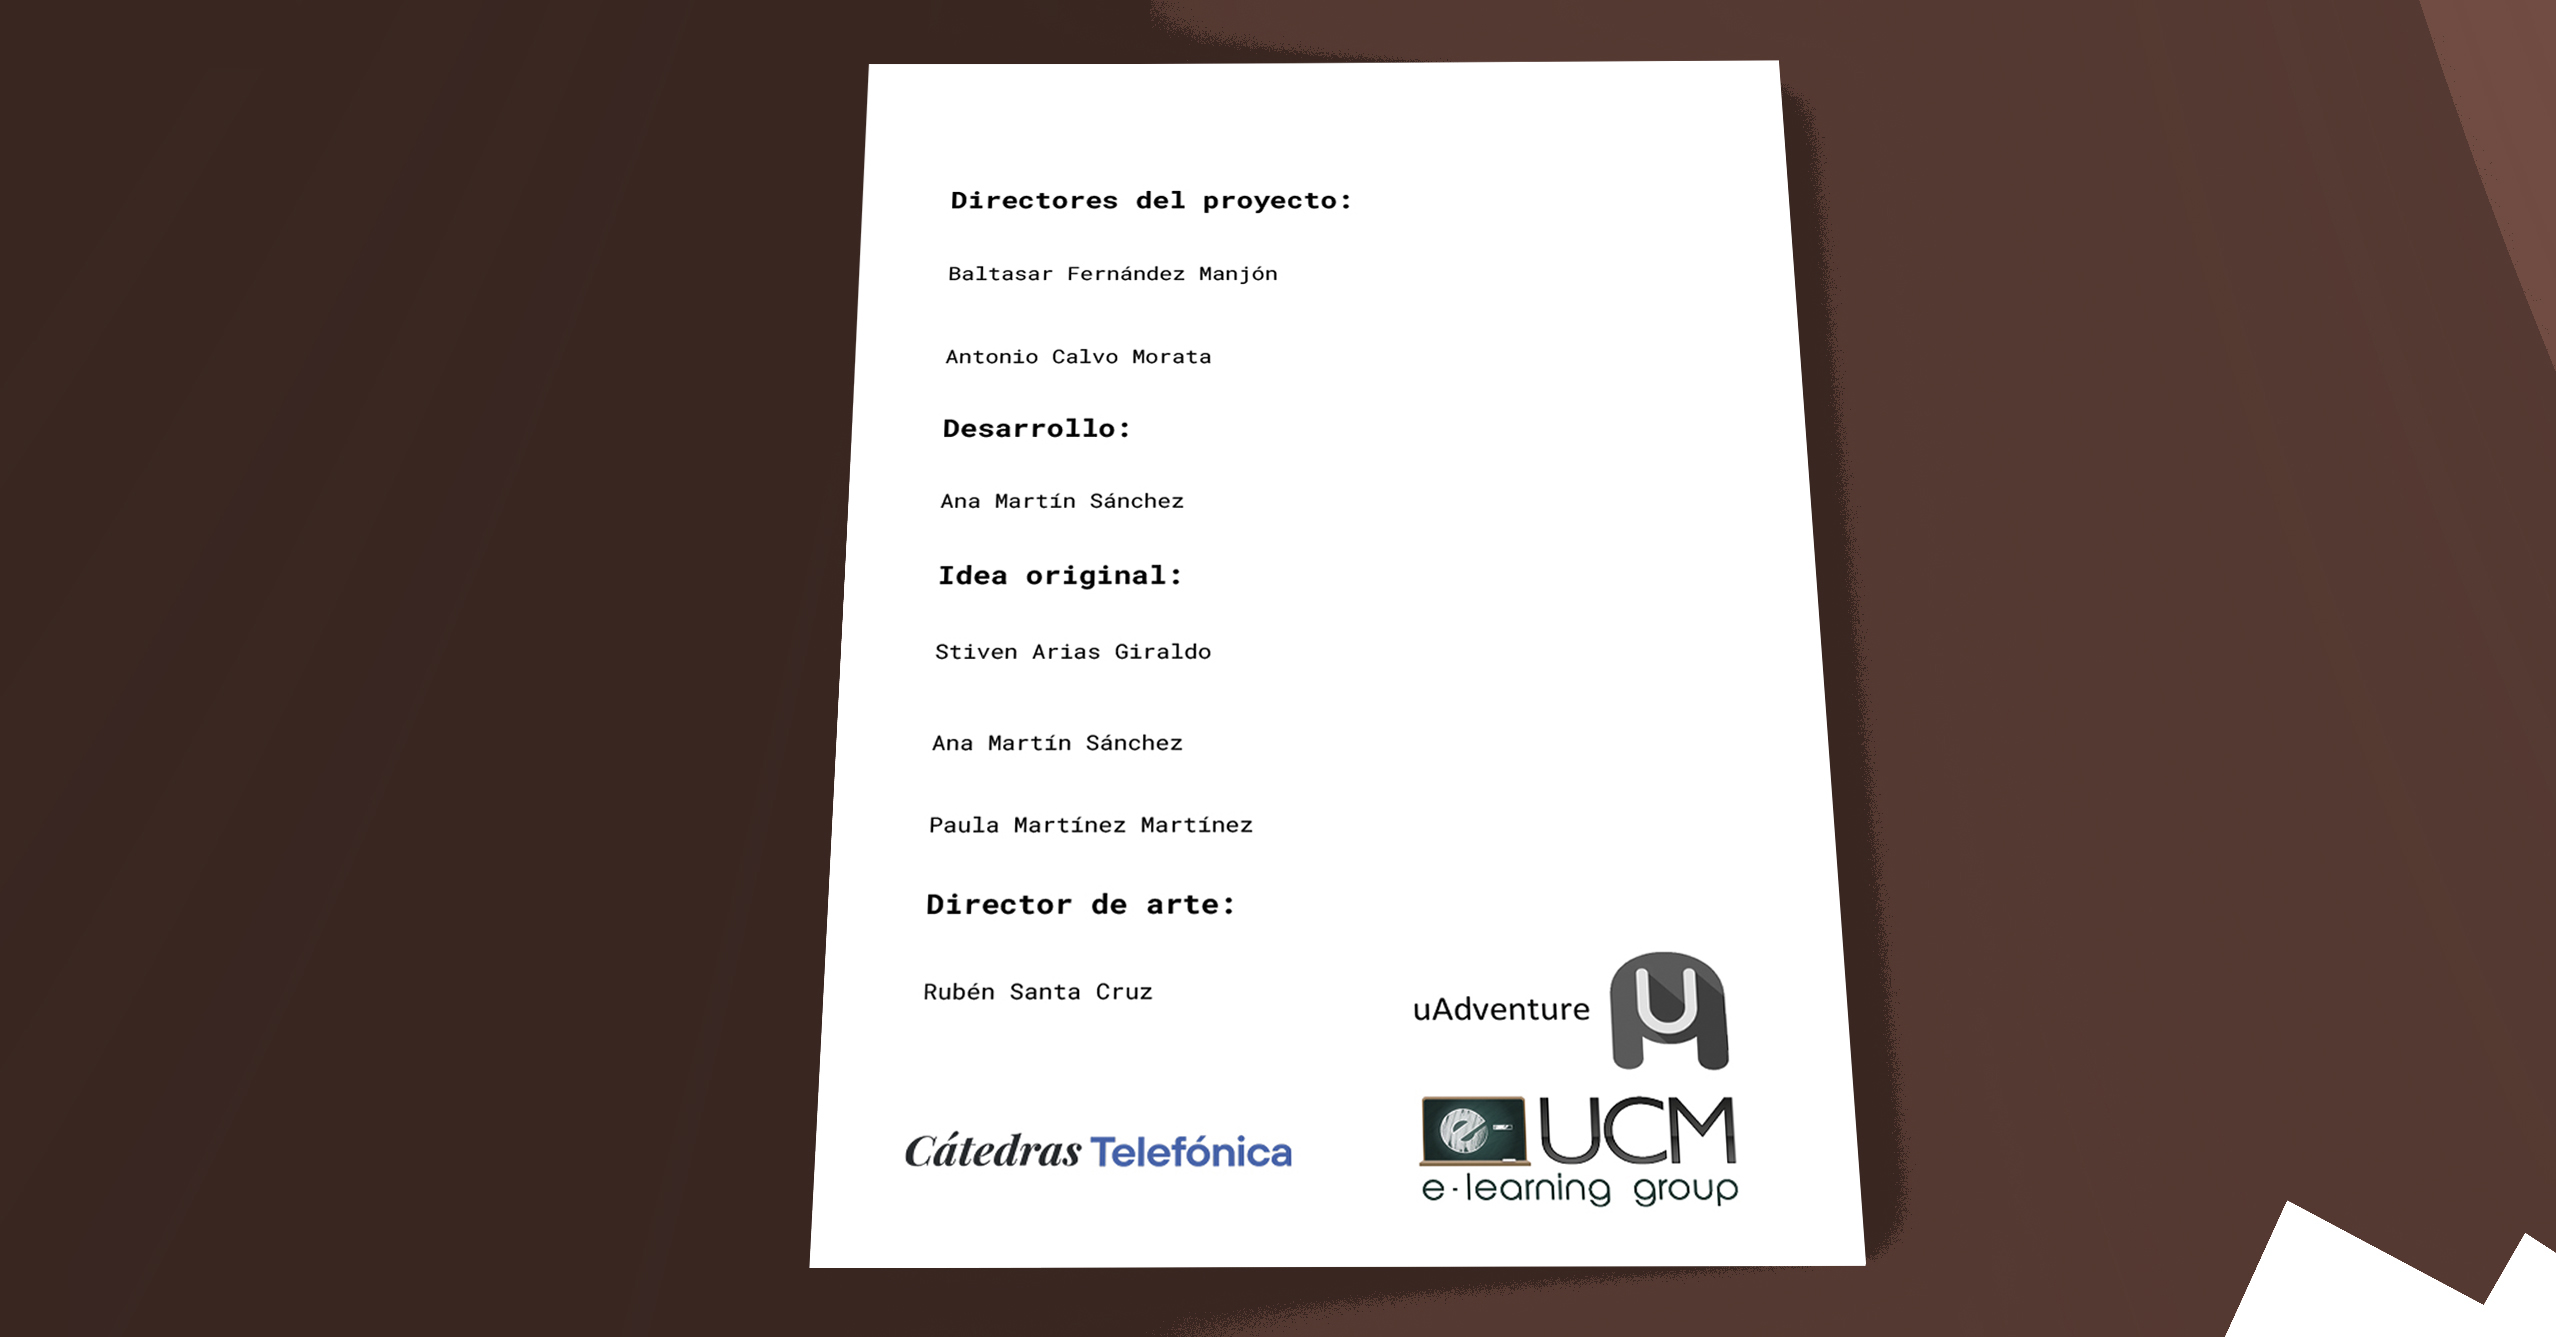 Directores del proyecto:
Baltasar Fernández Manjón
Antonio Calvo Morata
Desarrollo:
Ana Martín Sánchez
Idea original:
Stiven Arias Giraldo
Ana Martín Sánchez
Paula Martínez Martínez
Director de arte:
Rubén Santa Cruz
uAdventure
Cátedras Telefónica
e-UCM
e-learning group